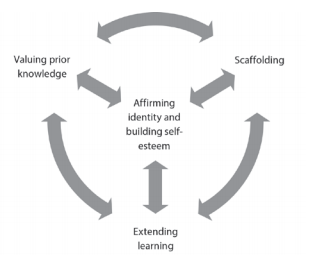 Valuing prior
knowledge
Scaffolding
Affirming
identity and
building self-
esteem
Extending
learning